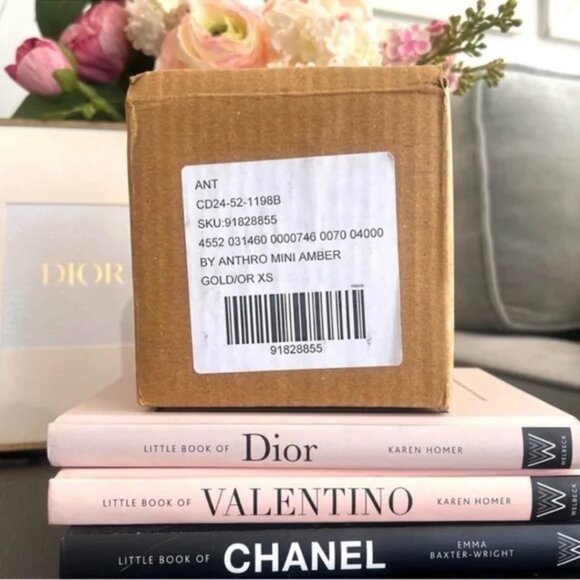 DIOR
ANT
CD24-52-1198B
SKU:91828855
4552 031460 0000746 0070 04000
BY ANTHRO MINI AMBER
GOLD/OR XS
91828855
LITTLE BOOK OF Dior KAREN HOMER W WELBECK
LITTLE BOOK OF VALENTINO KAREN HOMER W WELBECK
LITTLE BOOK OF CHANEL EMMA BAXTER-WRIGHT W